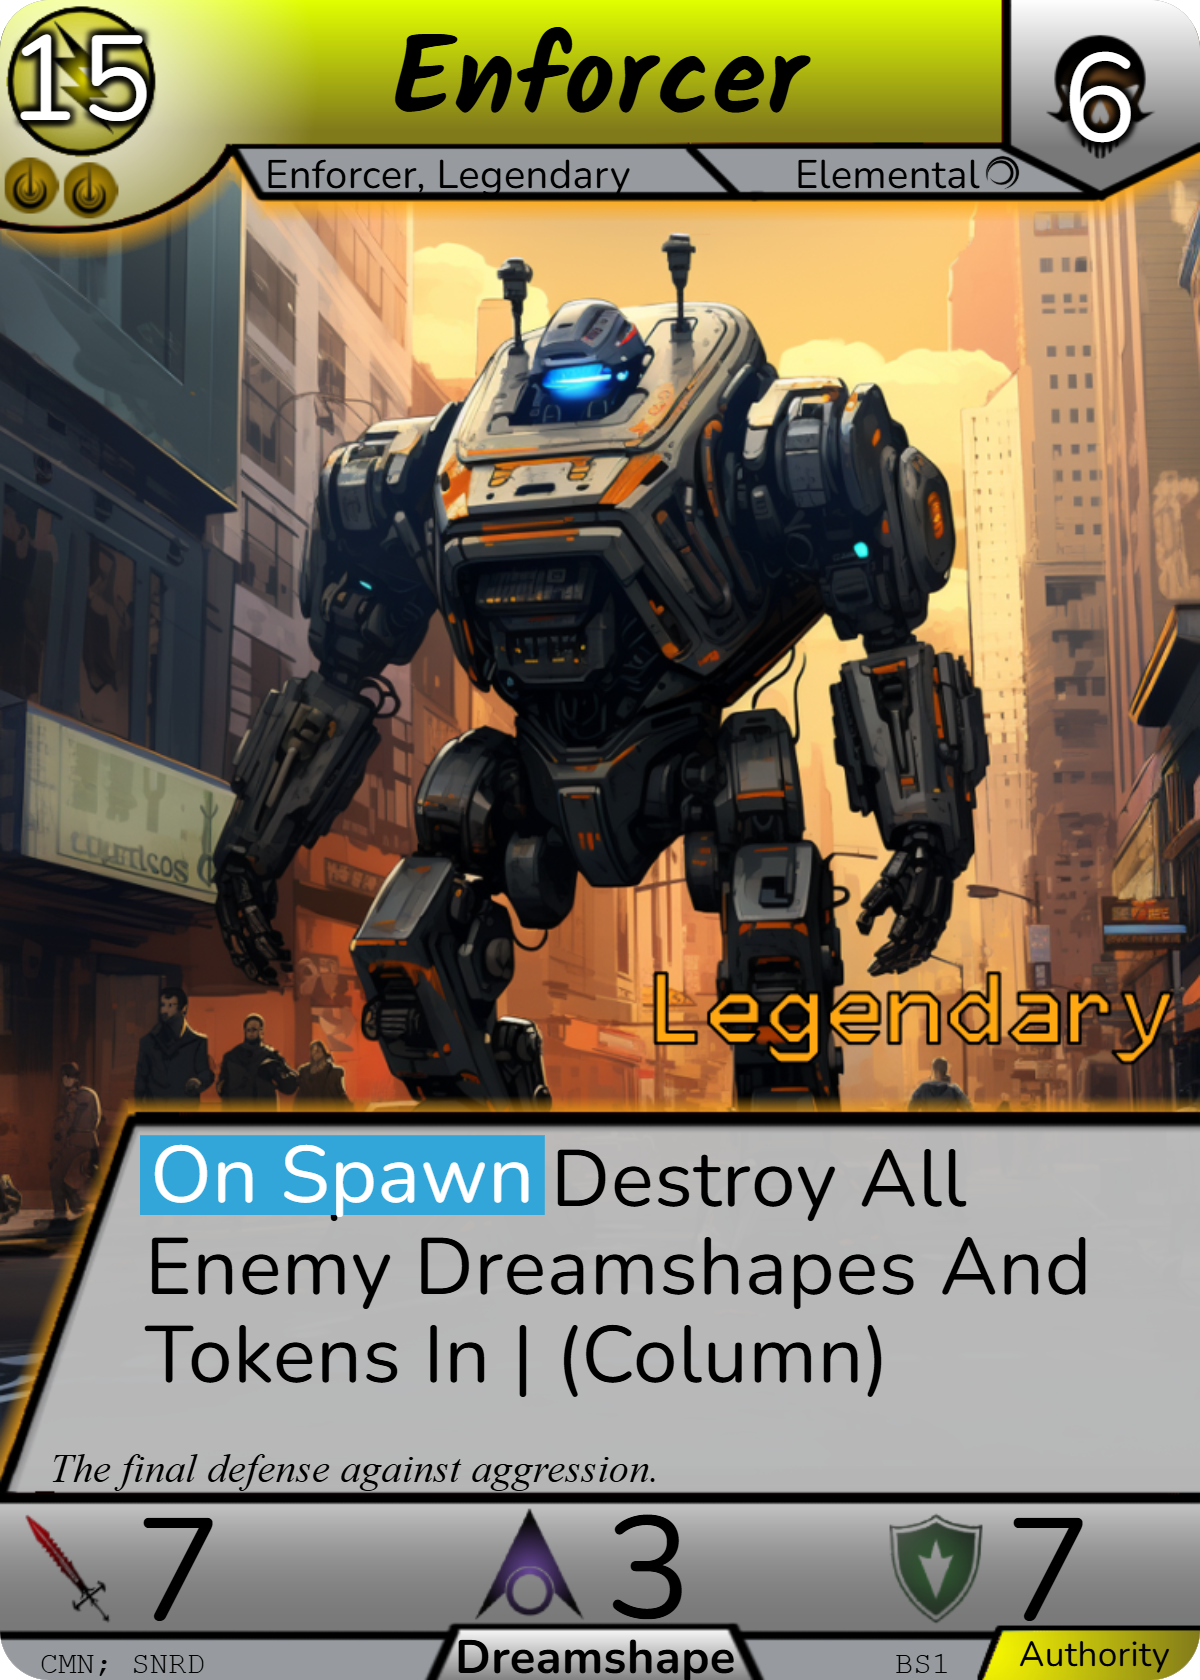 15
Enforcer
6
Enforcer, Legendary
Elemental
Legendary
On Spawn Destroy All
Enemy Dreamshapes And
Tokens In | (Column)
The final defense against aggression.
7
3
7
CMN; SNRD
Dreamshape
BS1
Authority